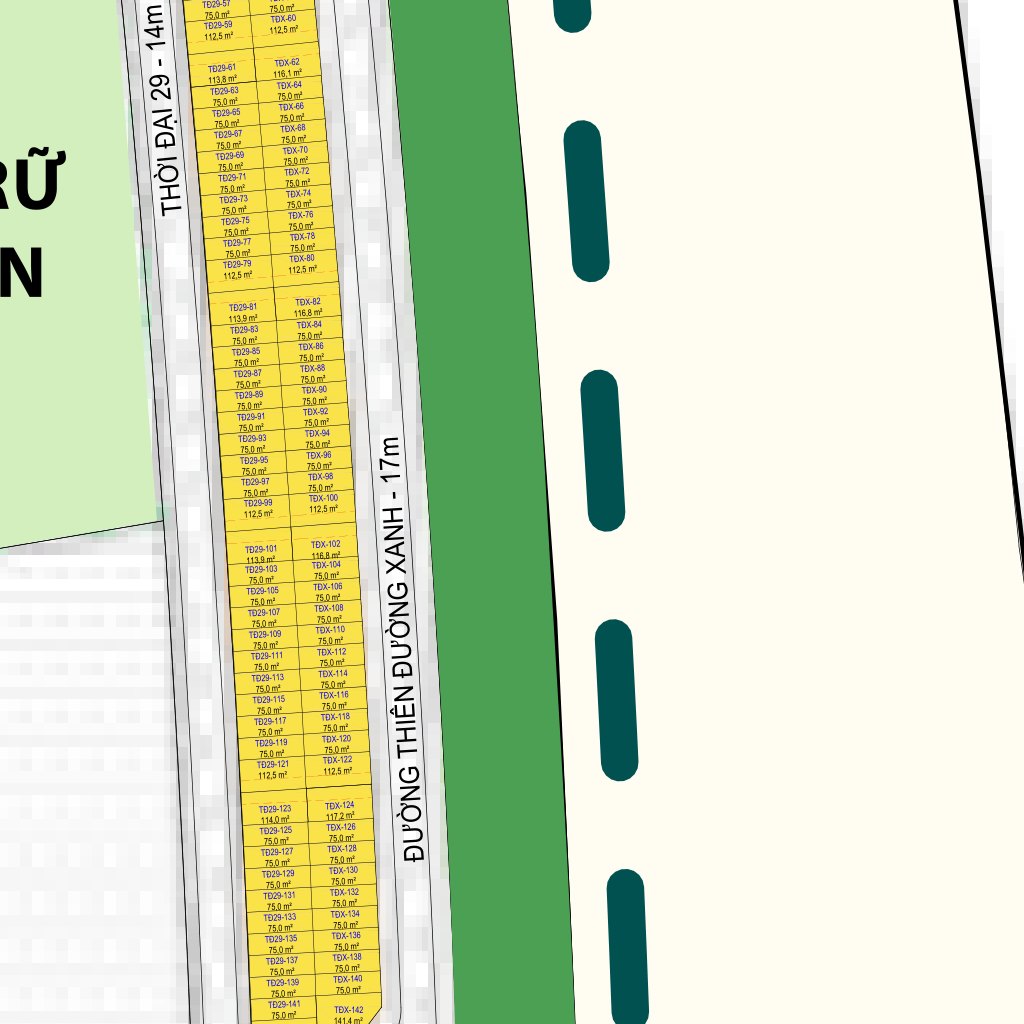 TĐ29-57
75,0 m²
75,0 m²
TĐ29-59
112,5 m²
TĐX-60
112,5 m²
TĐ29-61
113,8 m²
TĐX-62
116,1 m²
TĐ29-63
75,0 m²
TĐX-64
75,0 m²
TĐ29-65
75,0 m²
TĐX-66
75,0 m²
TĐ29-67
75,0 m²
TĐX-68
75,0 m²
TĐ29-69
75,0 m²
TĐX-70
75,0 m²
TĐ29-71
75,0 m²
TĐX-72
75,0 m²
TĐ29-73
75,0 m²
TĐX-74
75,0 m²
TĐ29-75
75,0 m²
TĐX-76
75,0 m²
TĐ29-77
75,0 m²
TĐX-78
75,0 m²
TĐ29-79
112,5 m²
TĐX-80
112,5 m²
TĐ29-81
113,9 m²
TĐX-82
116,8 m²
TĐ29-83
75,0 m²
TĐX-84
75,0 m²
TĐ29-85
75,0 m²
TĐX-86
75,0 m²
TĐ29-87
75,0 m²
TĐX-88
75,0 m²
TĐ29-89
75,0 m²
TĐX-90
75,0 m²
TĐ29-91
75,0 m²
TĐX-92
75,0 m²
TĐ29-93
75,0 m²
TĐX-94
75,0 m²
TĐ29-95
75,0 m²
TĐX-96
75,0 m²
TĐ29-97
75,0 m²
TĐX-98
75,0 m²
TĐ29-99
112,5 m²
TĐX-100
112,5 m²
TĐ29-101
113,9 m²
TĐX-102
116,8 m²
TĐ29-103
75,0 m²
TĐX-104
75,0 m²
TĐ29-105
75,0 m²
TĐX-106
75,0 m²
TĐ29-107
75,0 m²
TĐX-108
75,0 m²
TĐ29-109
75,0 m²
TĐX-110
75,0 m²
TĐ29-111
75,0 m²
TĐX-112
75,0 m²
TĐ29-113
75,0 m²
TĐX-114
75,0 m²
TĐ29-115
75,0 m²
TĐX-116
75,0 m²
TĐ29-117
75,0 m²
TĐX-118
75,0 m²
TĐ29-119
75,0 m²
TĐX-120
75,0 m²
TĐ29-121
112,5 m²
TĐX-122
112,5 m²
TĐ29-123
114,0 m²
TĐX-124
117,2 m²
TĐ29-125
75,0 m²
TĐX-126
75,0 m²
TĐ29-127
75,0 m²
TĐX-128
75,0 m²
TĐ29-129
75,0 m²
TĐX-130
75,0 m²
TĐ29-131
75,0 m²
TĐX-132
75,0 m²
TĐ29-133
75,0 m²
TĐX-134
75,0 m²
TĐ29-135
75,0 m²
TĐX-136
75,0 m²
TĐ29-137
75,0 m²
TĐX-138
75,0 m²
TĐ29-139
75,0 m²
TĐX-140
75,0 m²
TĐ29-141
75,0 m²
TĐX-142
141,4 m²
THỜI ĐẠI 29 - 14m
ĐƯỜNG THIÊN ĐƯỜNG XANH - 17m
RỮ
N